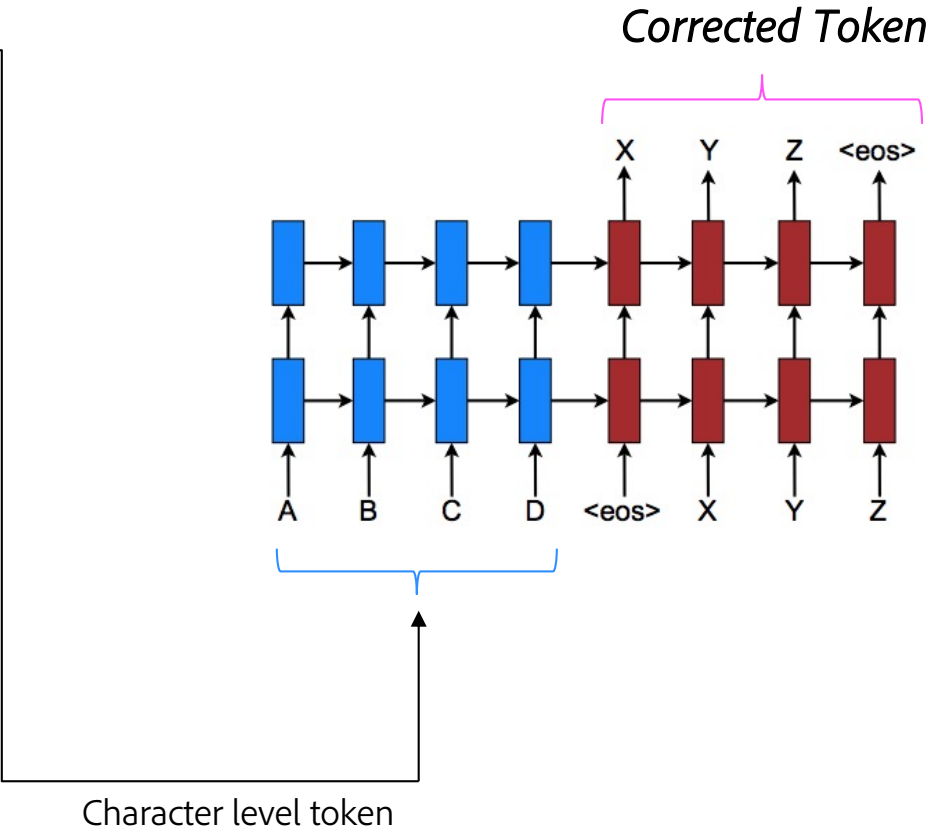 Corrected Token
X Y Z <eos>
A B C D <eos> X Y Z
Character level token